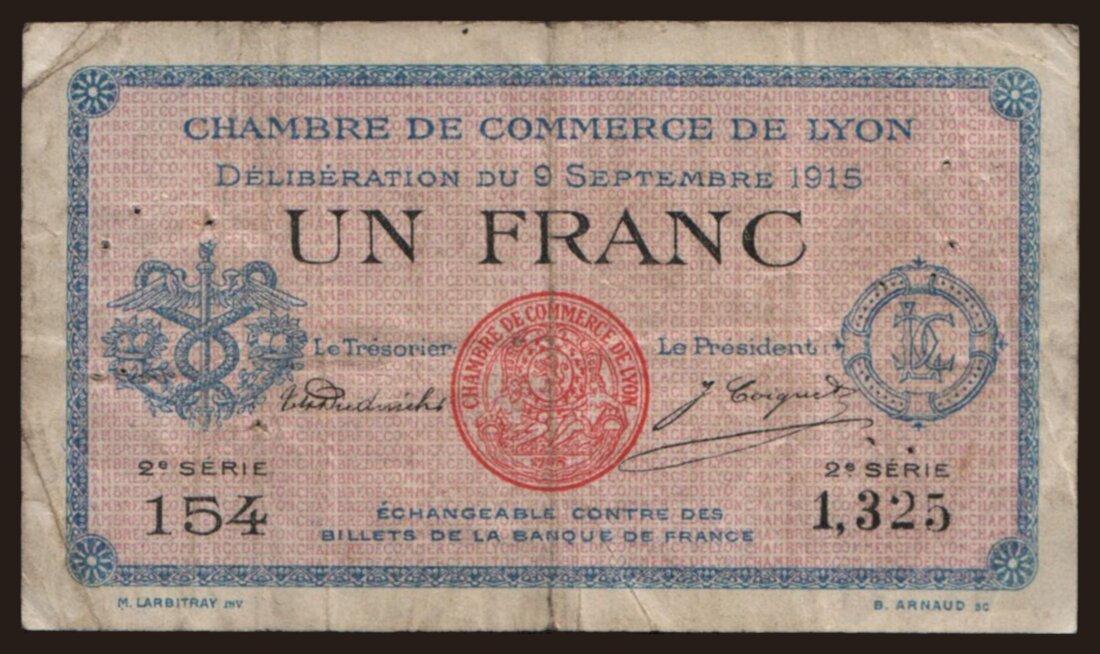 CHAMBRE DE COMMERCE DE LYON
DÉLIBÉRATION DU 9 SEPTEMBRE 1915
UN FRANC
Le Trésorier
Le Président
CHAMBRE DE COMMERCE DE LYON
J Coignet
2e SÉRIE
154
2e SÉRIE
1,325
ÉCHANGEABLE CONTRE DES
BILLETS DE LA BANQUE DE FRANCE
M. LARBITRAY INV
B. ARNAUD SC